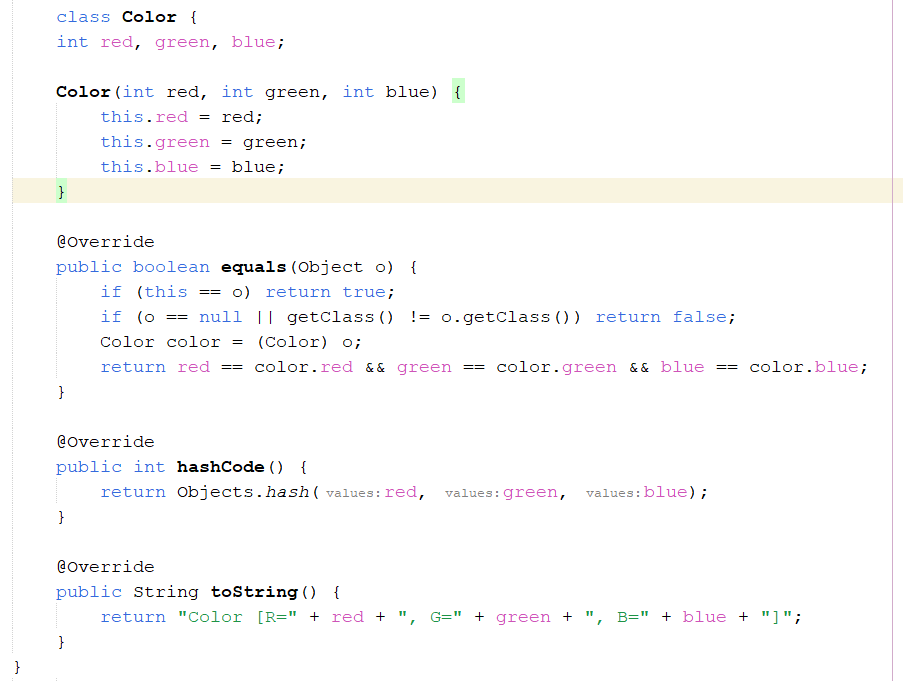 class Color {
int red, green, blue;
Color(int red, int green, int blue) {
this.red = red;
this.green = green;
this.blue = blue;
}
@Override
public boolean equals(Object o) {
if (this == o) return true;
if (o == null || getClass() != o.getClass()) return false;
Color color = (Color) o;
return red == color.red && green == color.green && blue == color.blue;
}
@Override
public int hashCode() {
return Objects.hash( values: red,  values: green,  values: blue);
}
@Override
public String toString() {
return "Color [R=" + red + ", G=" + green + ", B=" + blue + "]";
}
}